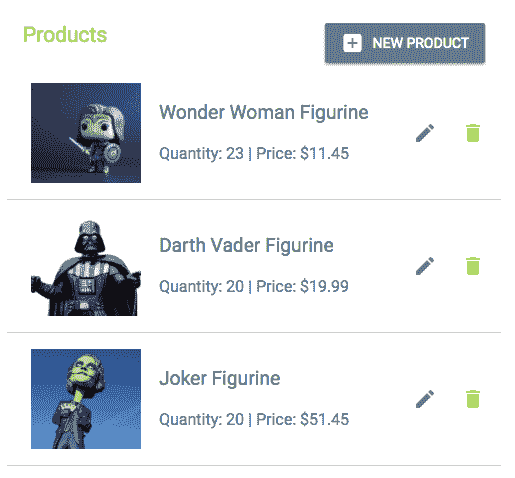 Products
NEW PRODUCT
Wonder Woman Figurine
Quantity: 23 | Price: $11.45
Darth Vader Figurine
Quantity: 20 | Price: $19.99
Joker Figurine
Quantity: 20 | Price: $51.45